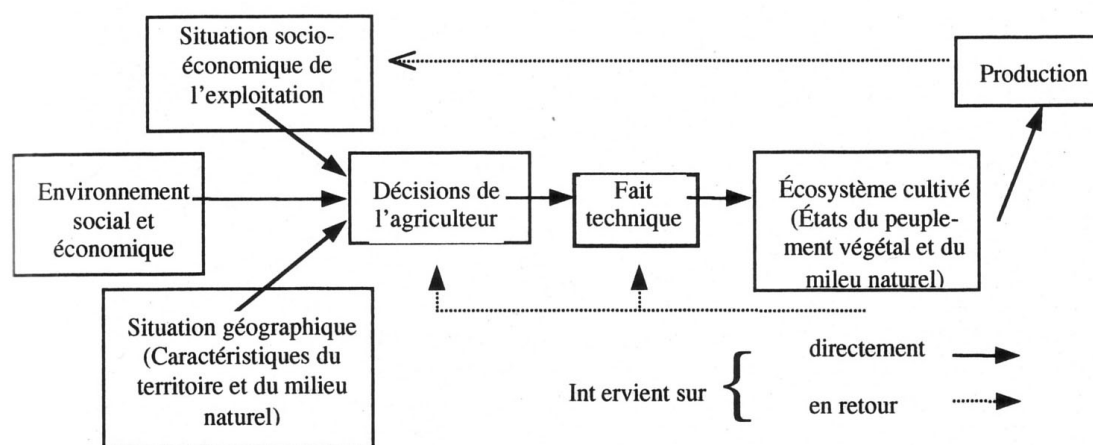 Situation socio-
économique de
l'exploitation
Production
Environnement
social et
économique
Décisions de
l'agriculteur
Fait
technique
Écosystème cultivé
(États du peuple-
ment végétal et du
mileu naturel)
Situation géographique
(Caractéristiques du
territoire et du milieu
naturel)
Int ervient sur
directement
en retour